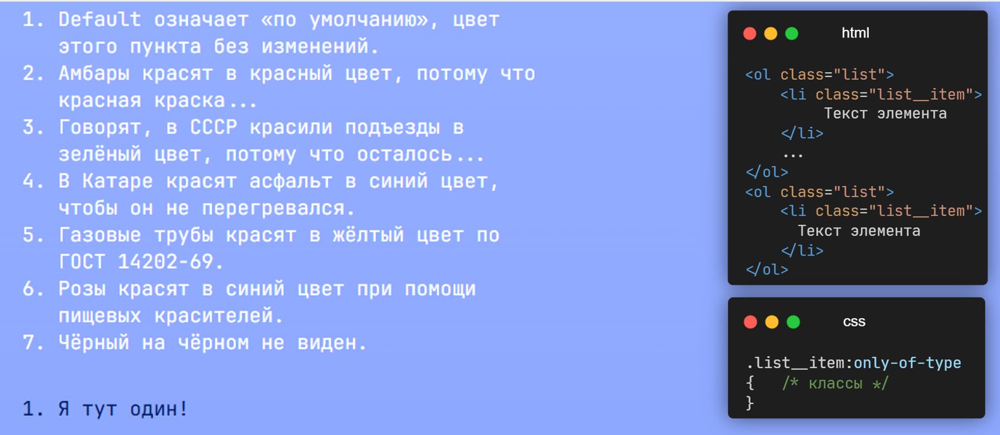 1. Default означает «по умолчанию», цвет
этого пункта без изменений.
2. Амбары красят в красный цвет, потому что
красная краска...
3. Говорят, в СССР красили подъезды в
зелёный цвет, потому что осталось...
4. В Катаре красят асфальт в синий цвет,
чтобы он не перегревался.
5. Газовые трубы красят в жёлтый цвет по
ГОСТ 14202-69.
6. Розы красят в синий цвет при помощи
пищевых красителей.
7. Чёрный на чёрном не виден.
1. Я тут один!
html
<ol class="list">
<li class="list__item">
Текст элемента
</li>
...
</ol>
<ol class="list">
<li class="list__item">
Текст элемента
</li>
</ol>
css
.list__item:only-of-type
{ /* классы */
}